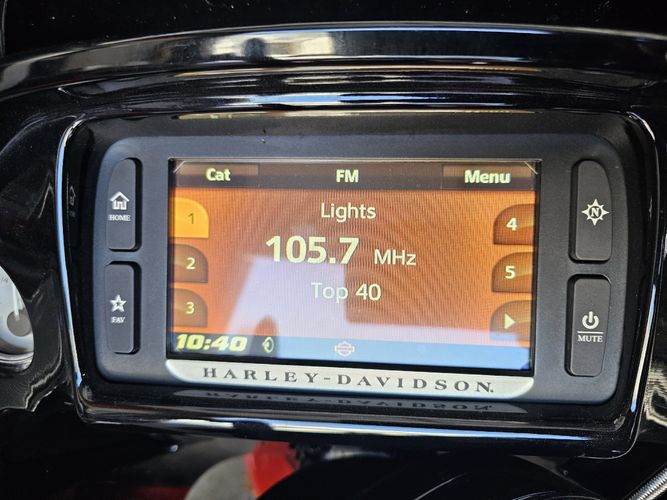 Cat FM Menu
Lights
1 4
105.7 MHz
2 5
Top 40
3
10:40
HOME
FAV
N
MUTE
HARLEY-DAVIDSON